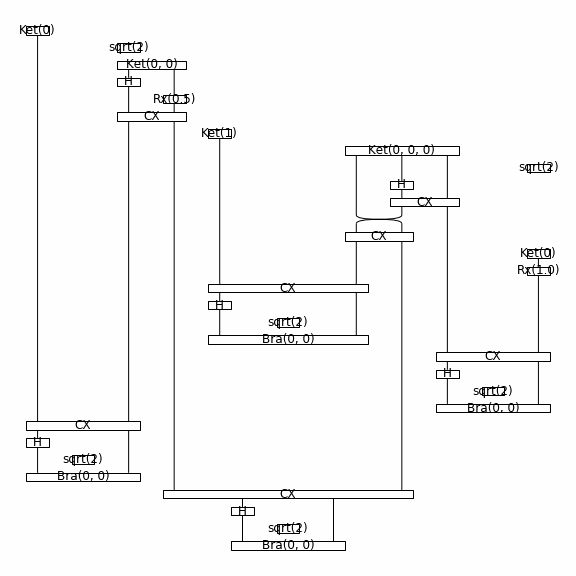 Ket(0)
sqrt(2)
Ket(0, 0)
H
Rx(0.5)
CX
Ket(1)
Ket(0, 0, 0)
sqrt(2)
H
CX
CX
Ket(0)
Rx(1.0)
CX
H
sqrt(2)
Bra(0, 0)
CX
H
sqrt(2)
Bra(0, 0)
CX
H
sqrt(2)
Bra(0, 0)
CX
H
sqrt(2)
Bra(0, 0)